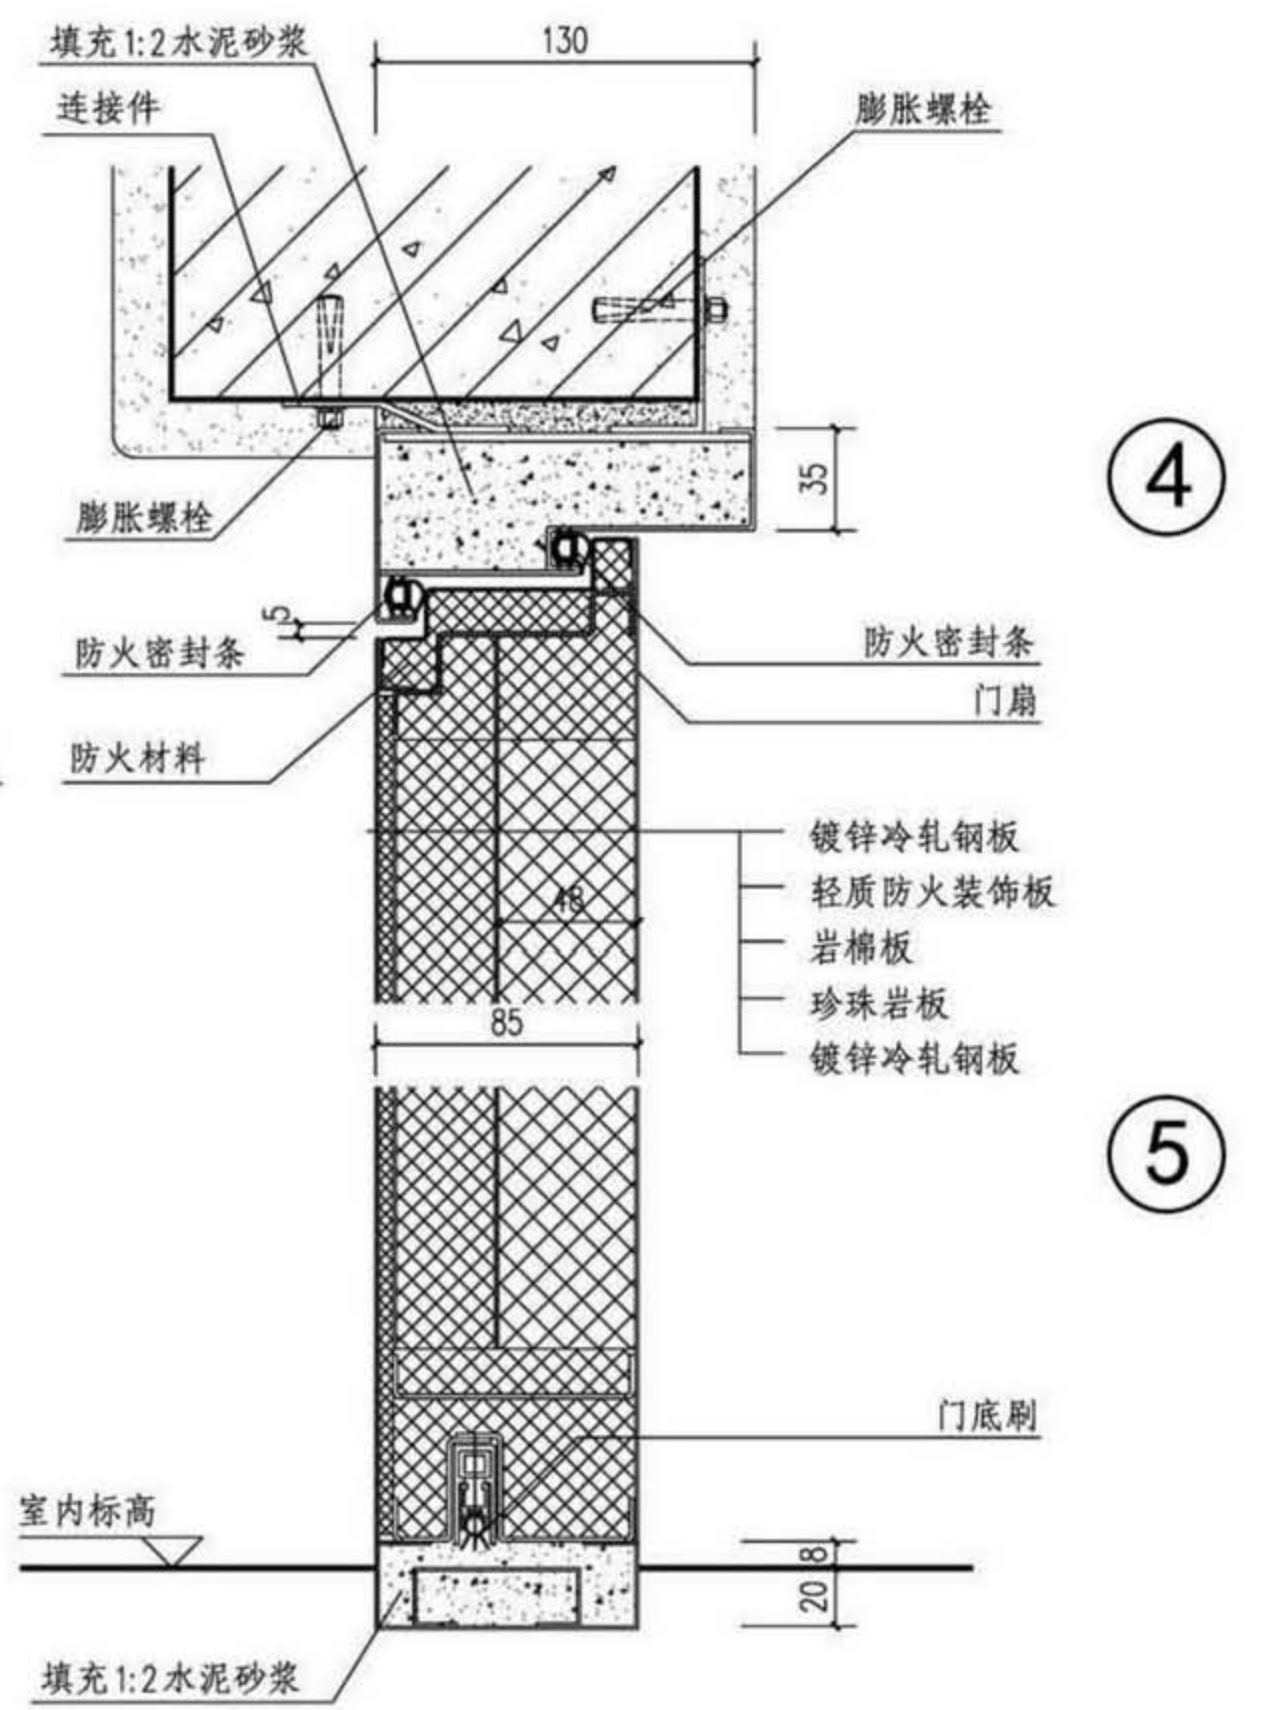 填充1:2水泥砂浆
130
连接件
膨胀螺栓
35
4
膨胀螺栓
5
防火密封条
防火密封条
门扇
防火材料
镀锌冷轧钢板
轻质防火装饰板
48
岩棉板
珍珠岩板
85
镀锌冷轧钢板
5
门底刷
室内标高
8
20
填充1:2水泥砂浆